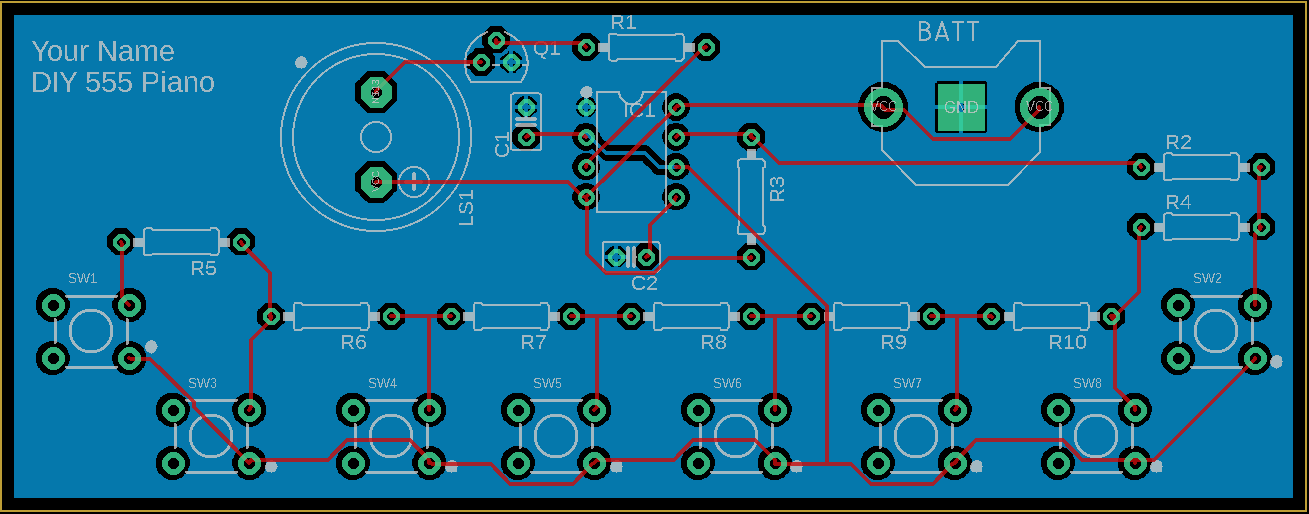 Your Name
DIY 555 Piano
Q1
R1
BATT
C1
IC1
VCC
GND
VCC
VCC
LS1
R3
R2
R4
C2
R5
SW1
SW2
R6
R7
R8
R9
R10
SW3
SW4
SW5
SW6
SW7
SW8